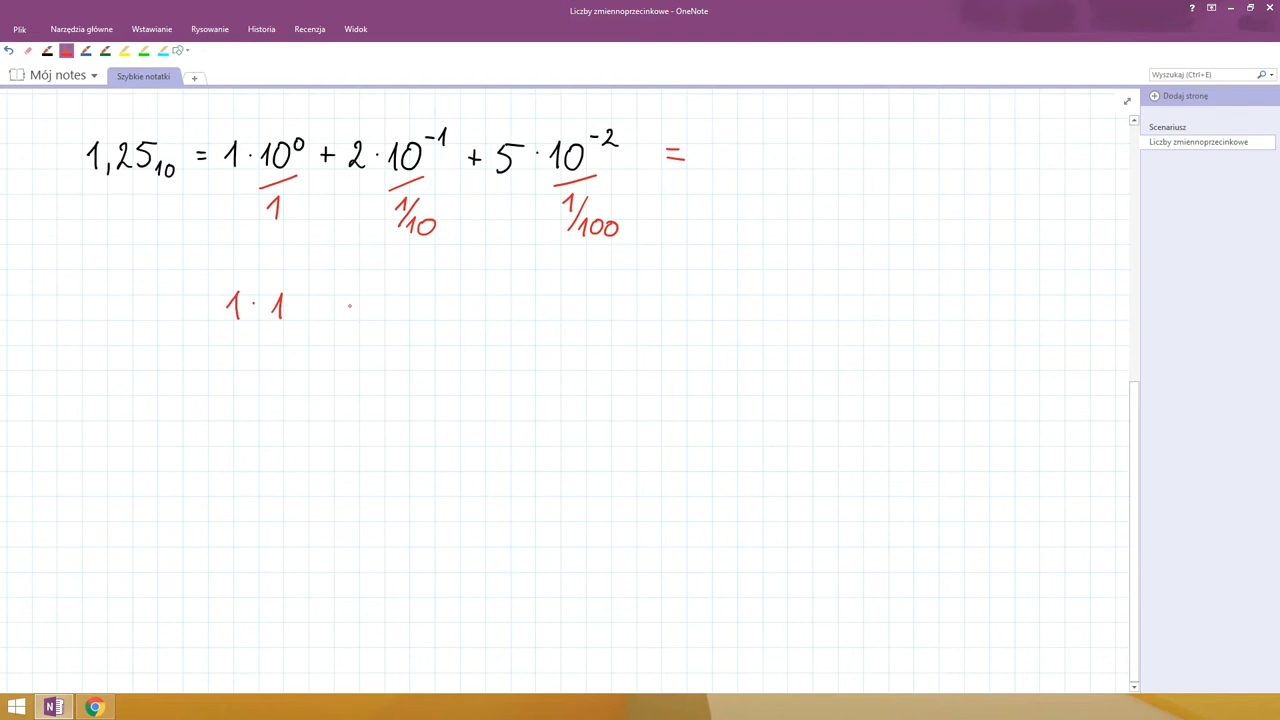 Liczby zmiennoprzecinkowe - OneNote
Plik Narzędzia główne Wstawianie Rysowanie Historia Recenzja Widok
Mój notes Szybkie notatki
Wyszukaj (Ctrl+E)
Dodaj stronę
Scenariusz
Liczby zmiennoprzecinkowe
1,25₁₀ = 1 · 10⁰ + 2 · 10⁻¹ + 5 · 10⁻² =
1 1/10 1/100
1 · 1